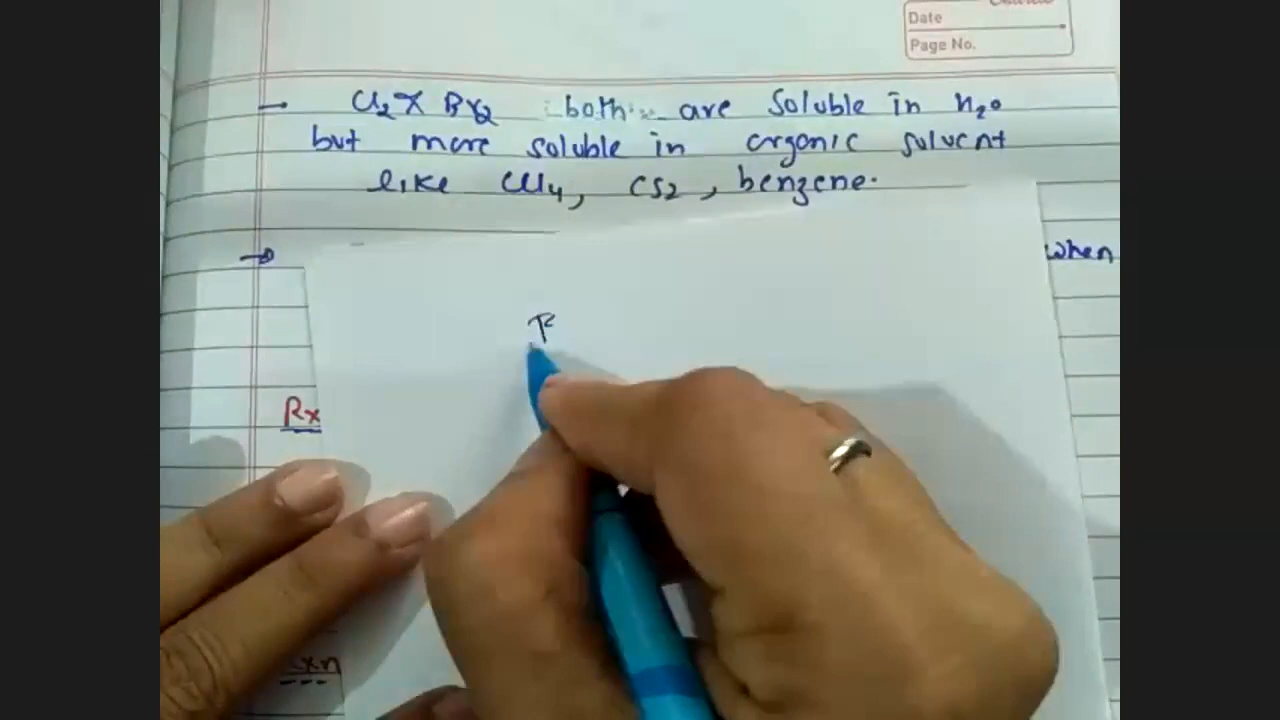 Date
Page No.
Cl2 & Br2 both are soluble in H2O
but more soluble in organic solvent
like CCl4, CS2, benzene.
when
Rx
Rxn